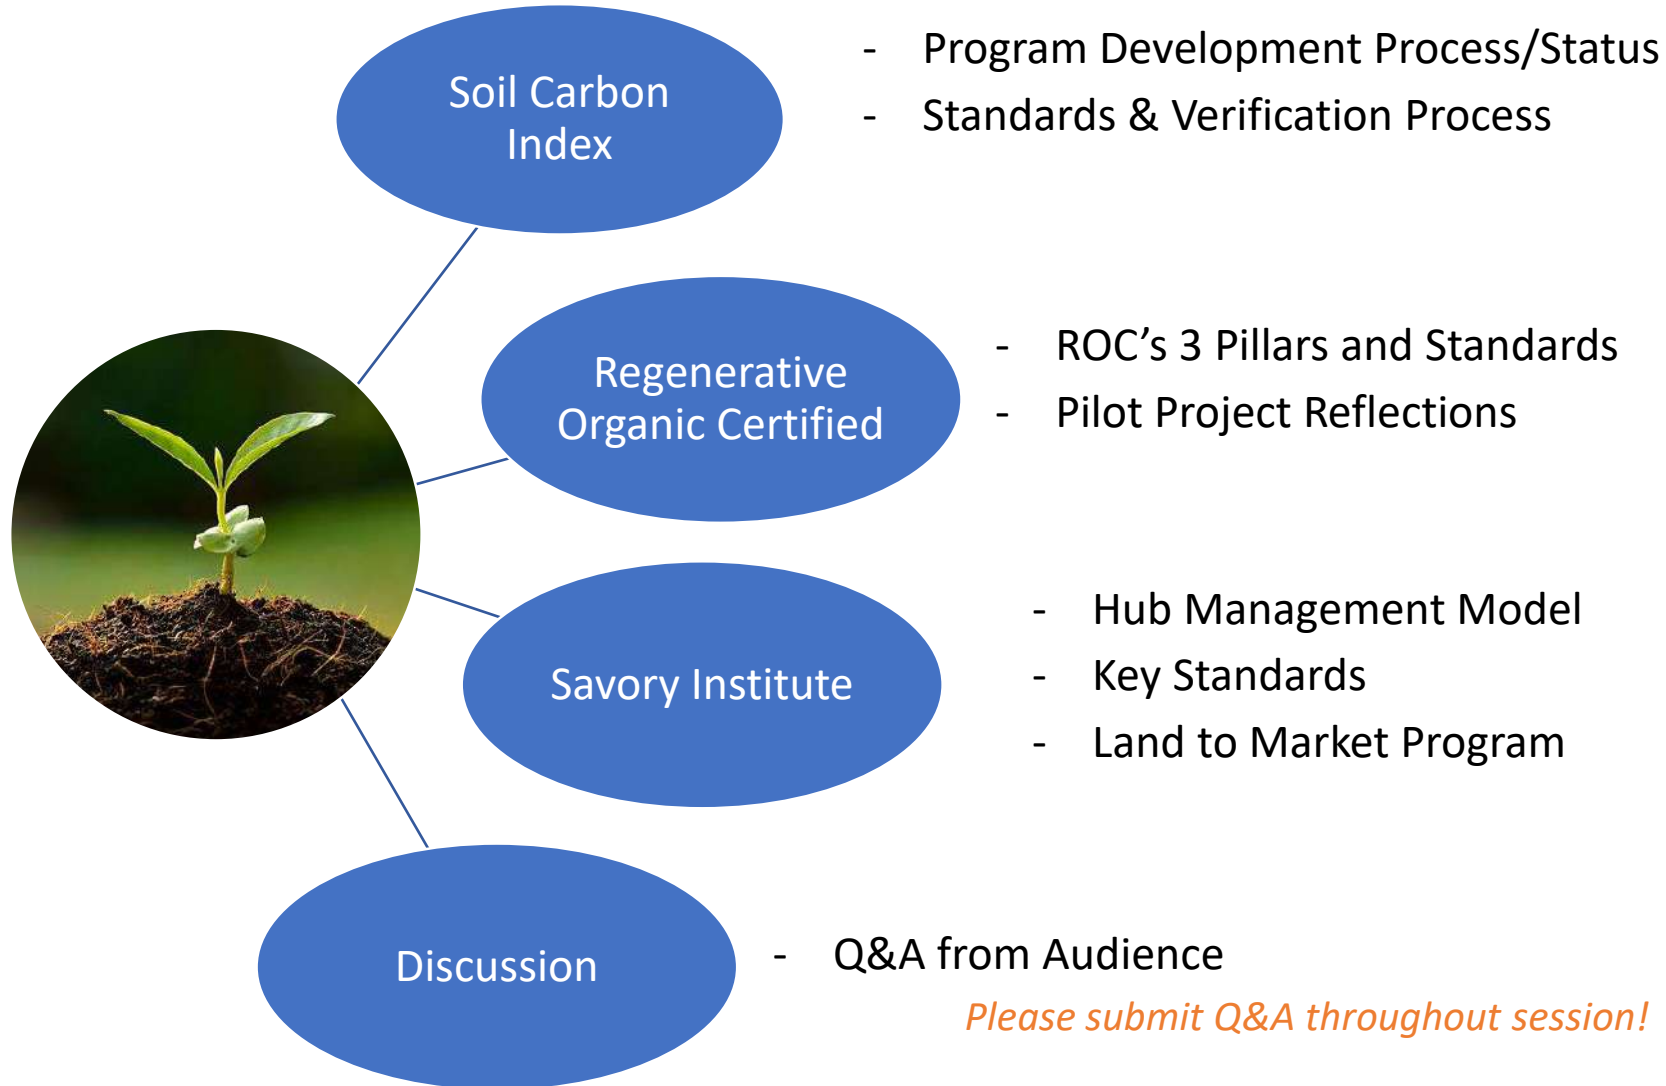 Soil Carbon
Index
- Program Development Process/Status
- Standards & Verification Process
Regenerative
Organic Certified
- ROC’s 3 Pillars and Standards
- Pilot Project Reflections
Savory Institute
- Hub Management Model
- Key Standards
- Land to Market Program
Discussion
- Q&A from Audience
Please submit Q&A throughout session!